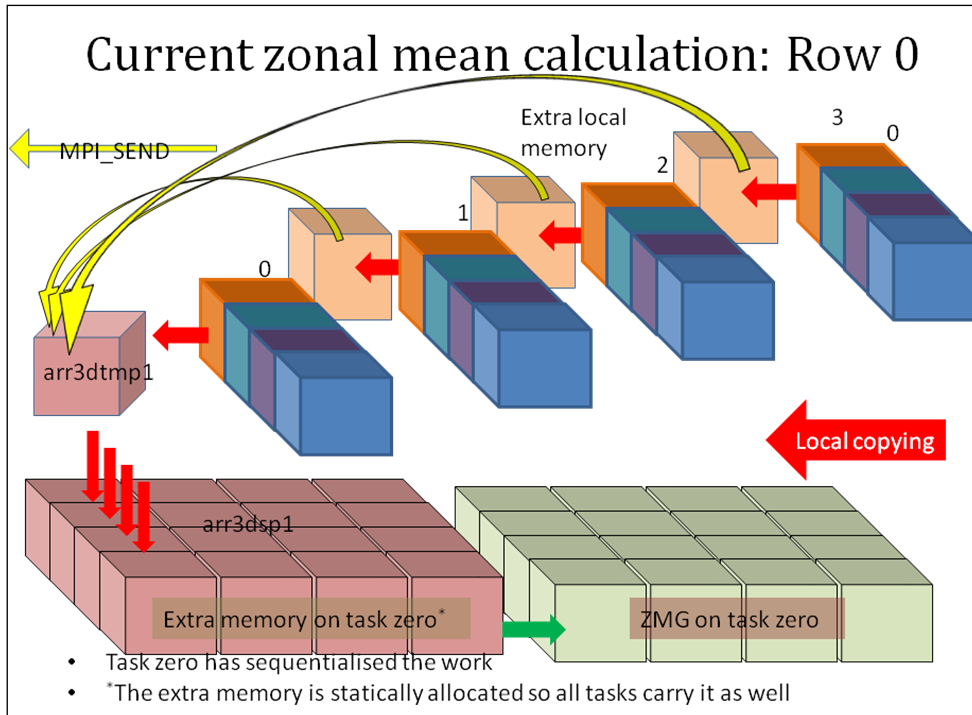 Current zonal mean calculation: Row 0
MPI_SEND
Extra local
memory
3
0
2
1
0
arr3dtmp1
Local copying
arr3dsp1
Extra memory on task zero*
ZMG on task zero
• Task zero has sequentialised the work
• *The extra memory is statically allocated so all tasks carry it as well